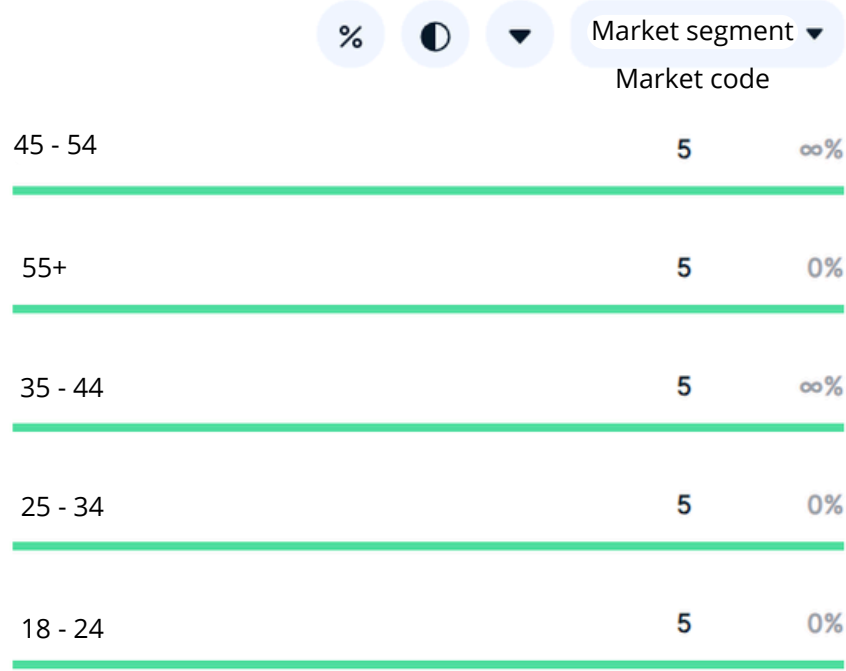 % Market segment
Market code
45 - 54 5 ∞%
55+ 5 0%
35 - 44 5 ∞%
25 - 34 5 0%
18 - 24 5 0%